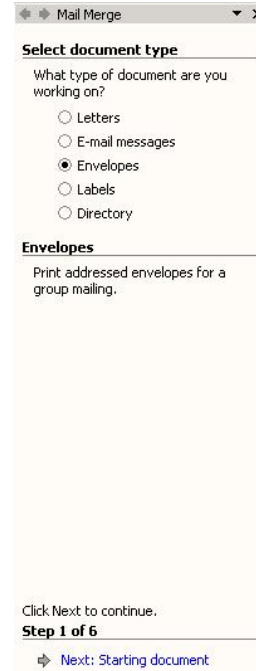 Mail Merge
Select document type
What type of document are you
working on?
Letters
E-mail messages
Envelopes
Labels
Directory
Envelopes
Print addressed envelopes for a
group mailing.
Click Next to continue.
Step 1 of 6
Next: Starting document